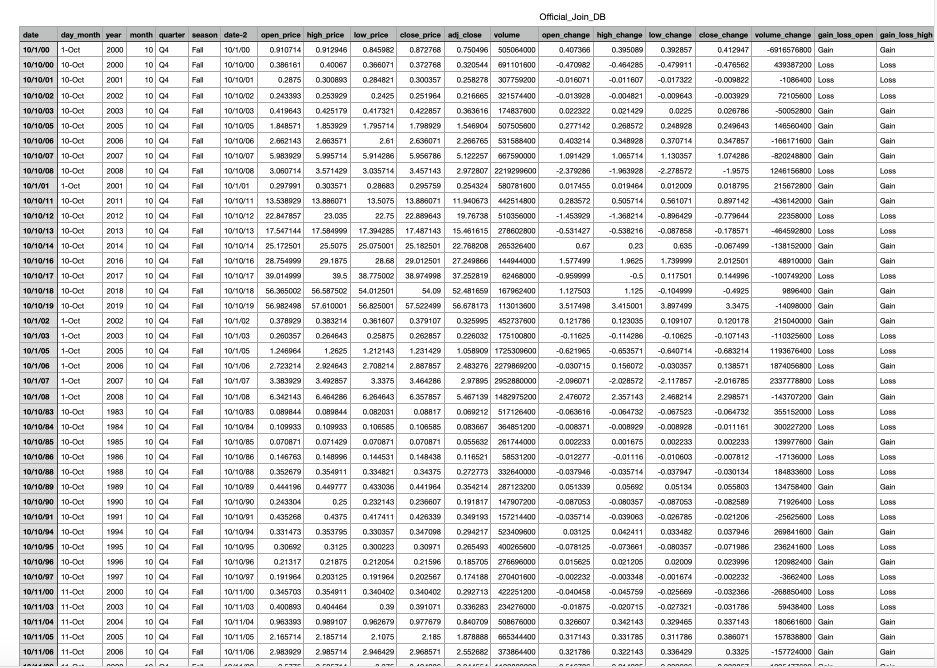 Official_Join_DB
date day_month year month quarter season date-2 open_price high_price low_price close_price adj_close volume open_change high_change low_change close_change volume_change gain_loss_open gain_loss_high
10/1/00 1-Oct 2000 10 Q4 Fall 10/1/00 0.910714 0.912946 0.845982 0.872768 0.750496 505064000 0.407366 0.395089 0.392857 0.412947 -6916576800 Gain Gain
10/10/00 10-Oct 2000 10 Q4 Fall 10/10/00 0.386161 0.40067 0.366071 0.372768 0.320544 691101600 -0.470982 -0.464285 -0.479911 -0.476562 439387200 Loss Loss
10/10/01 10-Oct 2001 10 Q4 Fall 10/10/01 0.2875 0.300893 0.284821 0.300357 0.258278 307759200 -0.016071 -0.011607 -0.017322 -0.009822 -1086400 Loss Loss
10/10/02 10-Oct 2002 10 Q4 Fall 10/10/02 0.243393 0.253929 0.2425 0.251964 0.216665 321574400 -0.013928 -0.004821 -0.009643 -0.003929 72105600 Loss Loss
10/10/03 10-Oct 2003 10 Q4 Fall 10/10/03 0.419643 0.425179 0.417321 0.422857 0.363616 174837600 0.022322 0.021429 0.0225 0.026786 -50052800 Gain Gain
10/10/05 10-Oct 2005 10 Q4 Fall 10/10/05 1.848571 1.853929 1.795714 1.798929 1.546904 507505600 0.277142 0.268572 0.248928 0.249643 146560400 Gain Gain
10/10/06 10-Oct 2006 10 Q4 Fall 10/10/06 2.662143 2.663571 2.61 2.636071 2.266765 531588400 0.403214 0.348928 0.370714 0.347857 -166171600 Gain Gain
10/10/07 10-Oct 2007 10 Q4 Fall 10/10/07 5.983929 5.995714 5.914286 5.956786 5.122257 667590000 1.091429 1.065714 1.130357 1.074286 -820248800 Gain Gain
10/10/08 10-Oct 2008 10 Q4 Fall 10/10/08 3.060714 3.571429 3.035714 3.457143 2.972807 2219299600 -2.379286 -1.963928 -2.278572 -1.9575 1246156800 Loss Loss
10/1/01 1-Oct 2001 10 Q4 Fall 10/1/01 0.297991 0.303571 0.28683 0.295759 0.254324 580781600 0.017455 0.019464 0.012009 0.018795 215672800 Gain Gain
10/10/11 10-Oct 2011 10 Q4 Fall 10/10/11 13.538929 13.886071 13.5075 13.886071 11.940673 442514800 0.283572 0.505714 0.561071 0.897142 -436142000 Gain Gain
10/10/12 10-Oct 2012 10 Q4 Fall 10/10/12 22.847857 23.035 22.75 22.889643 19.76738 510356000 -1.453929 -1.368214 -0.896429 -0.779644 22358000 Loss Loss
10/10/13 10-Oct 2013 10 Q4 Fall 10/10/13 17.547144 17.584999 17.394285 17.487143 15.461615 278602800 -0.531427 -0.538216 -0.087858 -0.178571 -464592800 Loss Loss
10/10/14 10-Oct 2014 10 Q4 Fall 10/10/14 25.172501 25.5075 25.075001 25.182501 22.768208 265326400 0.67 0.23 0.635 -0.067499 -138152000 Gain Gain
10/10/16 10-Oct 2016 10 Q4 Fall 10/10/16 28.754999 29.1875 28.68 29.012501 27.249866 144944000 1.577499 1.9625 1.739999 2.012501 48910000 Gain Gain
10/10/17 10-Oct 2017 10 Q4 Fall 10/10/17 39.014999 39.5 38.775002 38.974998 37.252819 62468000 -0.959999 -0.5 0.117501 0.144996 -100749200 Loss Loss
10/10/18 10-Oct 2018 10 Q4 Fall 10/10/18 56.365002 56.587502 54.012501 54.09 52.481659 167962400 1.127503 1.125 -0.104999 -0.4925 9896400 Gain Gain
10/10/19 10-Oct 2019 10 Q4 Fall 10/10/19 56.982498 57.610001 56.825001 57.522499 56.678173 113013600 3.517498 3.415001 3.897499 3.3475 -14098000 Gain Gain
10/1/02 1-Oct 2002 10 Q4 Fall 10/1/02 0.378929 0.383214 0.361607 0.379107 0.325995 452737600 0.121786 0.123035 0.109107 0.120178 215040000 Gain Gain
10/1/03 1-Oct 2003 10 Q4 Fall 10/1/03 0.260357 0.264643 0.25875 0.262857 0.226032 175100800 -0.11625 -0.114286 -0.10625 -0.107143 -110325600 Loss Loss
10/1/05 1-Oct 2005 10 Q4 Fall 10/1/05 1.246964 1.2625 1.212143 1.231429 1.058909 1725309600 -0.621965 -0.653571 -0.640714 -0.683214 1193676400 Loss Loss
10/1/06 1-Oct 2006 10 Q4 Fall 10/1/06 2.723214 2.924643 2.708214 2.887857 2.483276 2279869200 -0.030715 0.156072 -0.030357 0.138571 1874056800 Loss Gain
10/1/07 1-Oct 2007 10 Q4 Fall 10/1/07 3.383929 3.492857 3.3375 3.464286 2.97895 2952880000 -2.096071 -2.028572 -2.117857 -2.016785 2337778800 Loss Loss
10/1/08 1-Oct 2008 10 Q4 Fall 10/1/08 6.342143 6.464286 6.264643 6.357857 5.467139 1482975200 2.476072 2.357143 2.468214 2.298571 -143707200 Gain Gain
10/10/83 10-Oct 1983 10 Q4 Fall 10/10/83 0.089844 0.089844 0.082031 0.08817 0.069212 517126400 -0.063616 -0.064732 -0.067523 -0.064732 355152000 Loss Loss
10/10/84 10-Oct 1984 10 Q4 Fall 10/10/84 0.109933 0.109933 0.106585 0.106585 0.083667 364851200 -0.008371 -0.008929 -0.008928 -0.011161 300227200 Loss Loss
10/10/85 10-Oct 1985 10 Q4 Fall 10/10/85 0.070871 0.071429 0.070871 0.070871 0.055632 261744000 0.002233 0.001675 0.002233 0.002233 139977600 Gain Gain
10/10/86 10-Oct 1986 10 Q4 Fall 10/10/86 0.146763 0.148996 0.144531 0.148438 0.116521 58531200 -0.012277 -0.01116 -0.010603 -0.007812 -17136000 Loss Loss
10/10/88 10-Oct 1988 10 Q4 Fall 10/10/88 0.352679 0.354911 0.334821 0.34375 0.272773 332640000 -0.037946 -0.035714 -0.037947 -0.030134 184833600 Loss Loss
10/10/89 10-Oct 1989 10 Q4 Fall 10/10/89 0.444196 0.449777 0.433036 0.441964 0.354214 287123200 0.051339 0.05692 0.05134 0.055803 134758400 Gain Gain
10/10/90 10-Oct 1990 10 Q4 Fall 10/10/90 0.243304 0.25 0.232143 0.236607 0.191817 147907200 -0.087053 -0.080357 -0.087053 -0.082589 71926400 Loss Loss
10/10/91 10-Oct 1991 10 Q4 Fall 10/10/91 0.435268 0.4375 0.417411 0.426339 0.349193 157214400 -0.035714 -0.039063 -0.026785 -0.021206 -25625600 Loss Loss
10/10/94 10-Oct 1994 10 Q4 Fall 10/10/94 0.331473 0.353795 0.330357 0.347098 0.294217 523409600 0.03125 0.042411 0.033482 0.037946 269841600 Gain Gain
10/10/95 10-Oct 1995 10 Q4 Fall 10/10/95 0.30692 0.3125 0.300223 0.30971 0.265493 400265600 -0.078125 -0.073661 -0.080357 -0.071986 236241600 Loss Loss
10/10/96 10-Oct 1996 10 Q4 Fall 10/10/96 0.21317 0.21875 0.212054 0.21596 0.185705 276696000 0.015625 0.021205 0.02009 0.023996 120982400 Gain Gain
10/10/97 10-Oct 1997 10 Q4 Fall 10/10/97 0.191964 0.203125 0.191964 0.202567 0.174188 270401600 -0.002232 -0.003348 -0.001674 -0.002232 -3662400 Loss Loss
10/11/00 11-Oct 2000 10 Q4 Fall 10/11/00 0.345703 0.354911 0.340402 0.340402 0.292713 422251200 -0.040458 -0.045759 -0.025669 -0.032366 -268850400 Loss Loss
10/11/03 11-Oct 2003 10 Q4 Fall 10/11/03 0.400893 0.404464 0.39 0.391071 0.336283 234276000 -0.01875 -0.020715 -0.027321 -0.031786 59438400 Loss Loss
10/11/04 11-Oct 2004 10 Q4 Fall 10/11/04 0.963393 0.989107 0.962679 0.977679 0.840709 508676000 0.326607 0.342143 0.329465 0.337143 180661600 Gain Gain
10/11/05 11-Oct 2005 10 Q4 Fall 10/11/05 2.165714 2.185714 2.1075 2.185 1.878888 665344400 0.317143 0.331785 0.311786 0.386071 157838800 Gain Gain
10/11/06 11-Oct 2006 10 Q4 Fall 10/11/06 2.983929 2.985714 2.946429 2.968571 2.552682 373864400 0.321786 0.322143 0.336429 0.3325 -157724000 Gain Gain